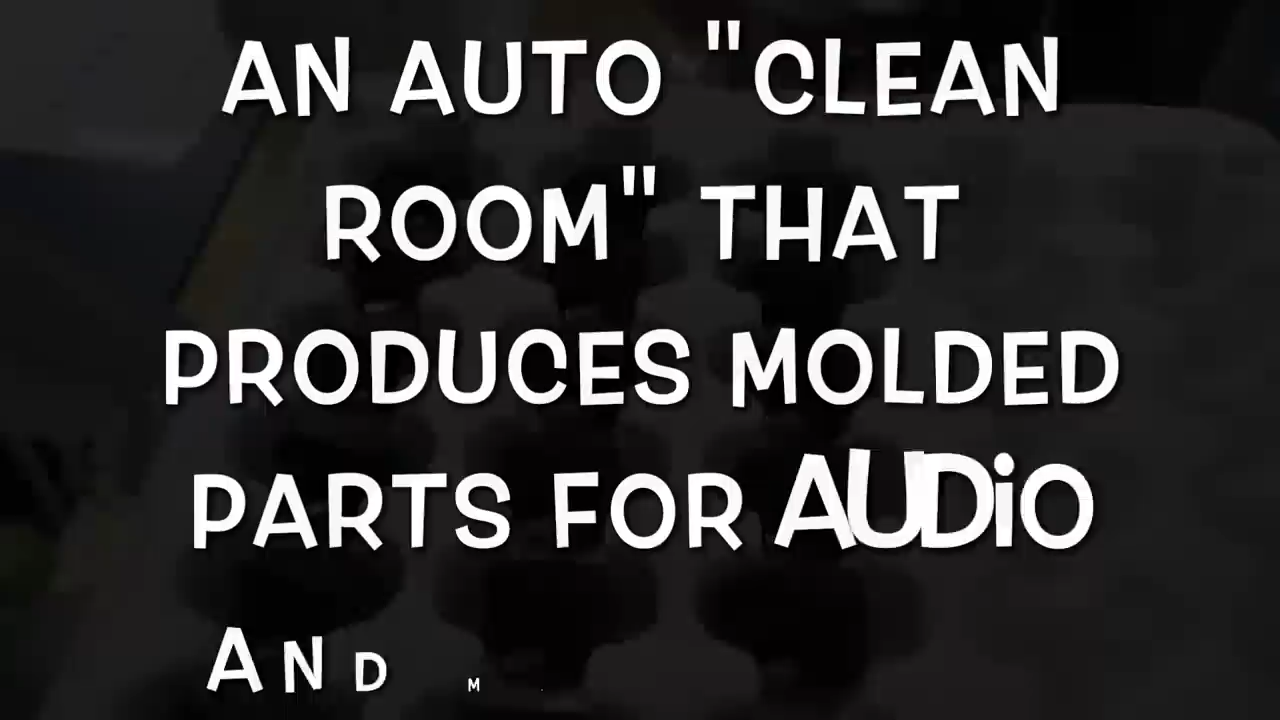 AN AUTO "CLEAN
ROOM" THAT
PRODUCES MOLDED
PARTS FOR AUDiO
AND M